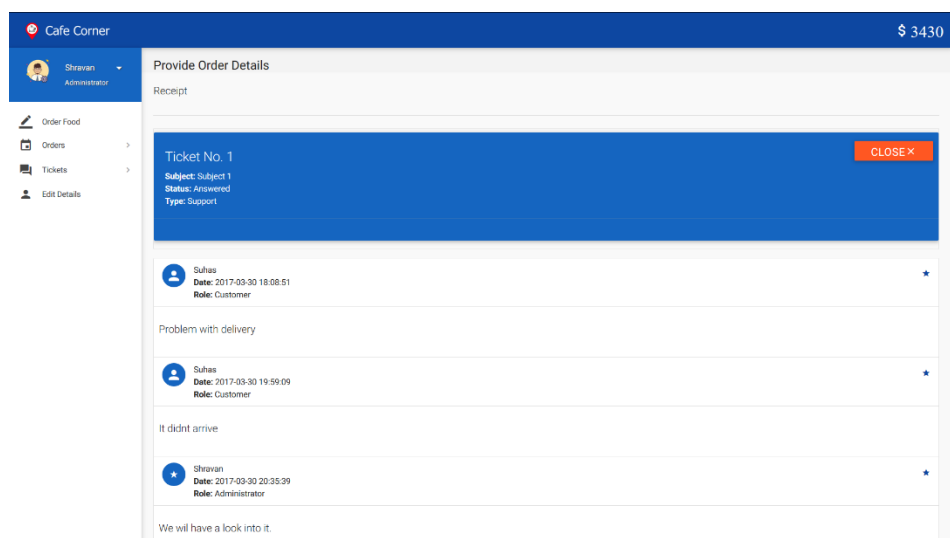 Cafe Corner
$ 3430
Shravan
Administrator
Order Food
Orders
Tickets
Edit Details
Provide Order Details
Receipt
Ticket No. 1
CLOSE ×
Subject: Subject 1
Status: Answered
Type: Support
Suhas
Date: 2017-03-30 18:08:51
Role: Customer
Problem with delivery
Suhas
Date: 2017-03-30 19:59:09
Role: Customer
It didnt arrive
Shravan
Date: 2017-03-30 20:35:39
Role: Administrator
We wil have a look into it.